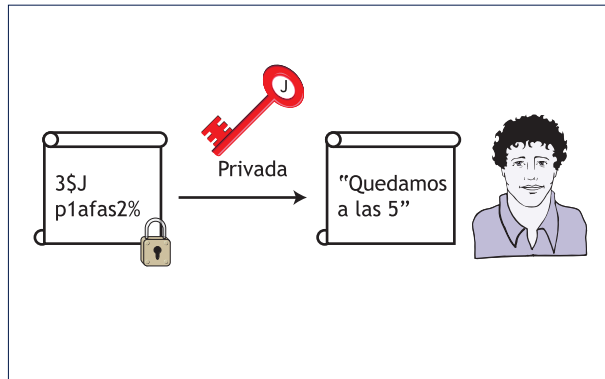 J
Privada
3$J
p1afas2%
“Quedamos
a las 5”